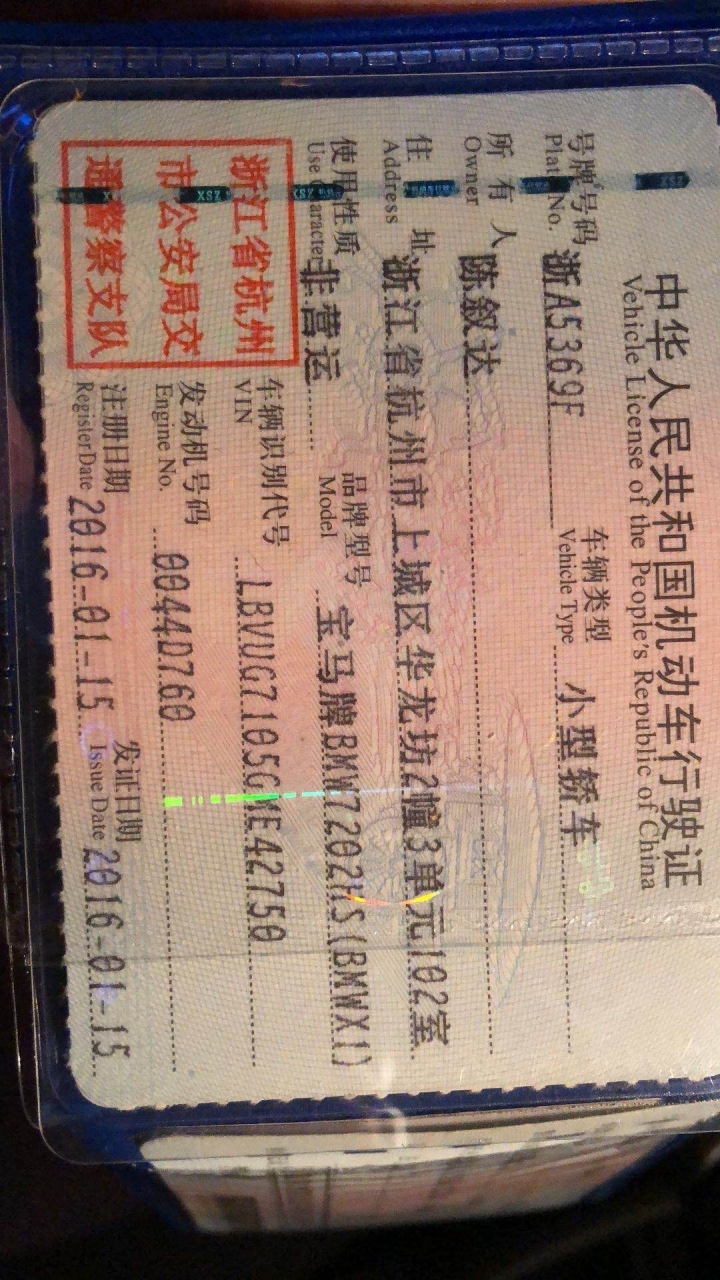 中华人民共和国机动车行驶证
Vehicle License of the People's Republic of China
号牌号码 浙A5369F 车辆类型 小型轿车
Plate No. Vehicle Type
所有人 陈叙达
Owner
住址 浙江省杭州市上城区华龙坊2幢3单元102室
Address
使用性质 非营运 品牌型号 宝马牌BMW7202HS(BMWX1)
Use Character Model
浙江省杭州
市公安局交
通警察支队
车辆识别代号 LBVUG7105GME42750
VIN
发动机号码 0044D760
Engine No.
注册日期 2016-01-15 发证日期 2016-01-15
Register Date Issue Date